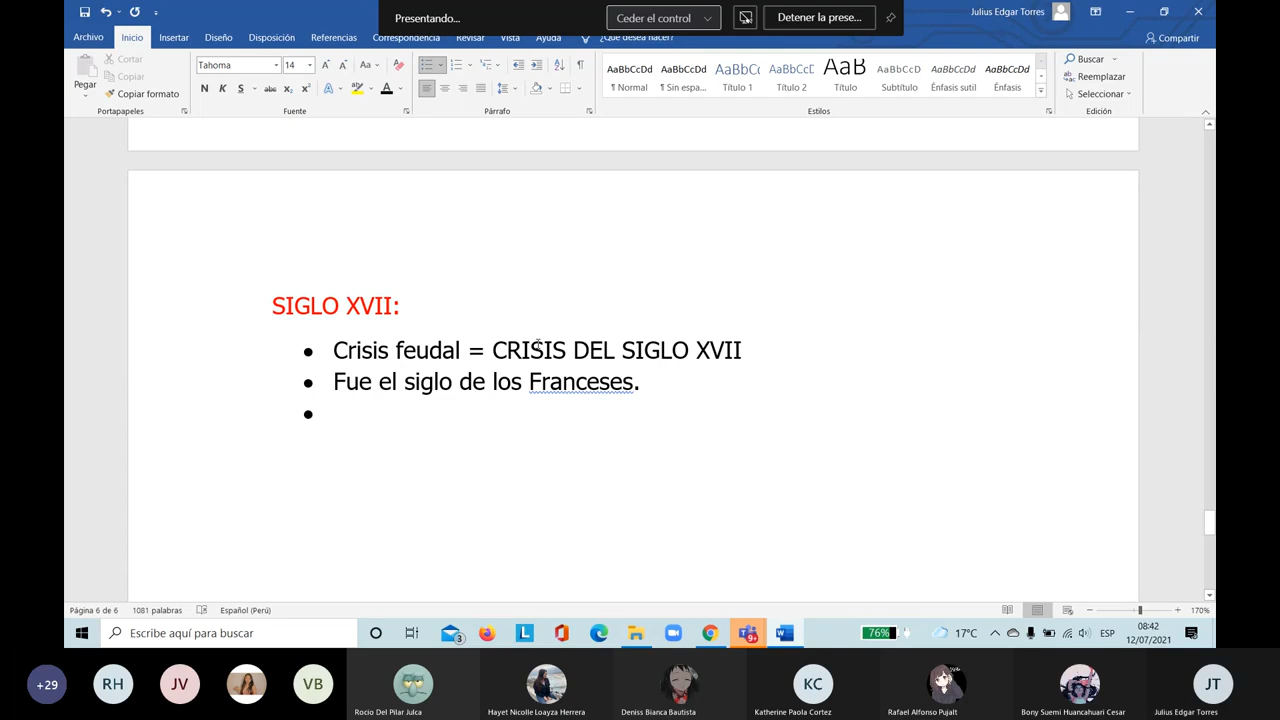 Presentando...
Ceder el control
Detener la prese...
Julius Edgar Torres
Archivo Inicio Insertar Diseño Disposición Referencias Correspondencia Revisar Vista Ayuda ¿Qué desea hacer? Compartir
Pegar
Cortar
Copiar
Copiar formato
Tahoma 14
N K S abc x₂ x²
AaBbCcDd AaBbCcDd AaBbCc AaBbCcD AaB AaBbCcD AaBbCcDd AaBbCcDd
¶ Normal ¶ Sin espa... Título 1 Título 2 Título Subtítulo Énfasis sutil Énfasis
Buscar
Reemplazar
Seleccionar
Portapapeles Fuente Párrafo Estilos Edición
SIGLO XVII:
• Crisis feudal = CRISIS DEL SIGLO XVII
• Fue el siglo de los Franceses.
•
Página 6 de 6 1081 palabras Español (Perú) 170%
Escribe aquí para buscar
3
9+
76%
17°C
ESP
08:42
12/07/2021
+29 RH JV VB KC JT
Rocio Del Pilar Julca
Hayet Nicolle Loayza Herrera
Deniss Bianca Bautista
Katherine Paola Cortez
Rafael Alfonso Pujalt
Bony Suemi Huancahuari Cesar
Julius Edgar Torres